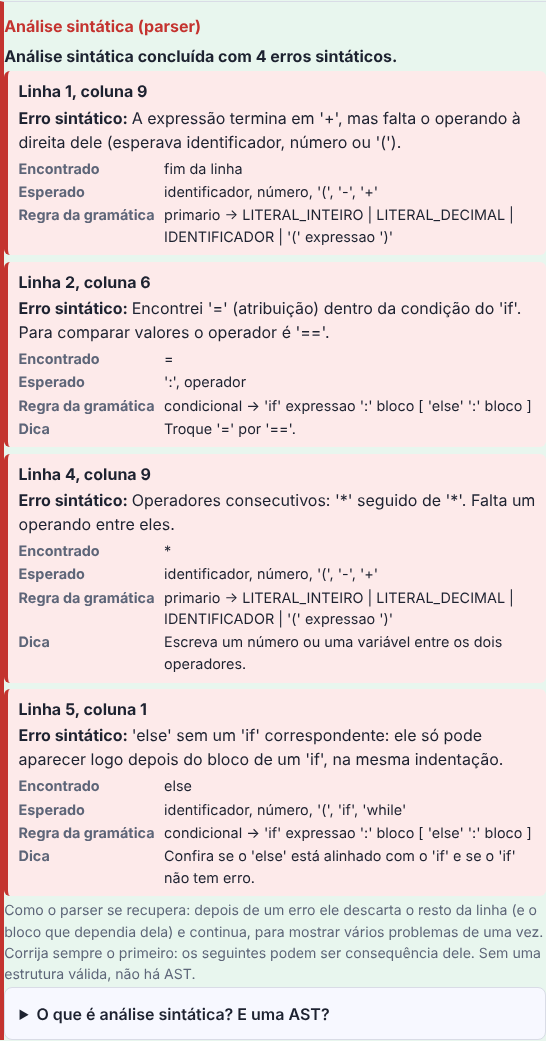 Análise sintática (parser)
Análise sintática concluída com 4 erros sintáticos.
Linha 1, coluna 9
Erro sintático: A expressão termina em '+', mas falta o operando à
direita dele (esperava identificador, número ou '(').
Encontrado fim da linha
Esperado identificador, número, '(', '-', '+'
Regra da gramática primario → LITERAL_INTEIRO | LITERAL_DECIMAL |
IDENTIFICADOR | '(' expressao ')'
Linha 2, coluna 6
Erro sintático: Encontrei '=' (atribuição) dentro da condição do 'if'.
Para comparar valores o operador é '=='.
Encontrado =
Esperado ':', operador
Regra da gramática condicional → 'if' expressao ':' bloco [ 'else' ':' bloco ]
Dica Troque '=' por '=='.
Linha 4, coluna 9
Erro sintático: Operadores consecutivos: '*' seguido de '*'. Falta um
operando entre eles.
Encontrado *
Esperado identificador, número, '(', '-', '+'
Regra da gramática primario → LITERAL_INTEIRO | LITERAL_DECIMAL |
IDENTIFICADOR | '(' expressao ')'
Dica Escreva um número ou uma variável entre os dois
operadores.
Linha 5, coluna 1
Erro sintático: 'else' sem um 'if' correspondente: ele só pode
aparecer logo depois do bloco de um 'if', na mesma indentação.
Encontrado else
Esperado identificador, número, '(', 'if', 'while'
Regra da gramática condicional → 'if' expressao ':' bloco [ 'else' ':' bloco ]
Dica Confira se o 'else' está alinhado com o 'if' e se o 'if'
não tem erro.
Como o parser se recupera: depois de um erro ele descarta o resto da linha (e o
bloco que dependia dela) e continua, para mostrar vários problemas de uma vez.
Corrija sempre o primeiro: os seguintes podem ser consequência dele. Sem uma
estrutura válida, não há AST.
▶ O que é análise sintática? E uma AST?